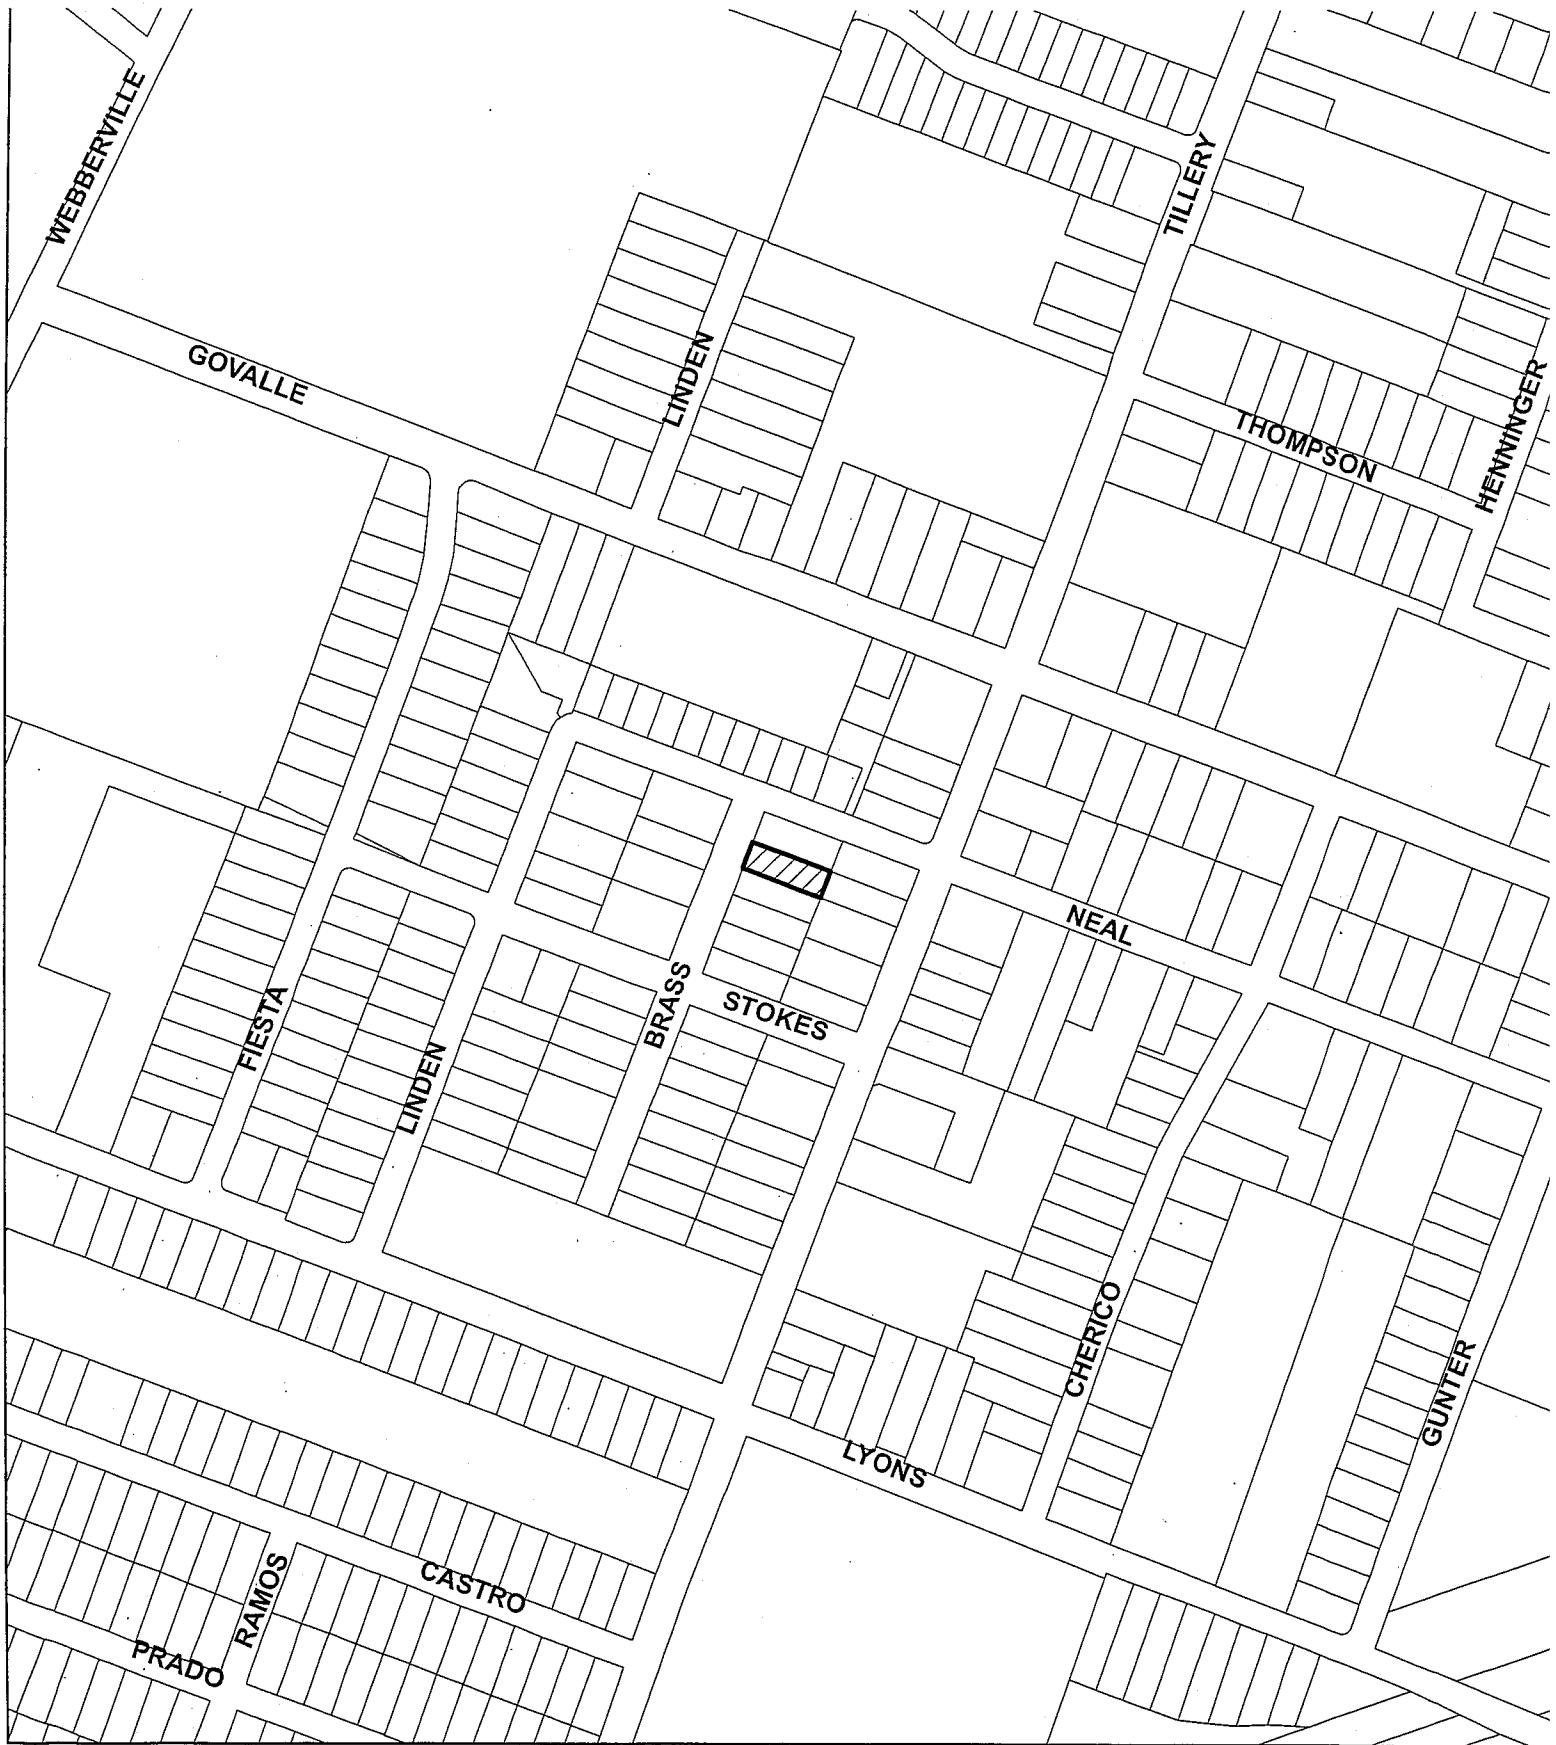 WEBBERVILLE
TILLERY
GOVALLE
LINDEN
THOMPSON
HENNINGER
NEAL
BRASS
STOKES
FIESTA
LINDEN
CHERICO
GUNTER
LYONS
CASTRO
RAMOS
PRADO